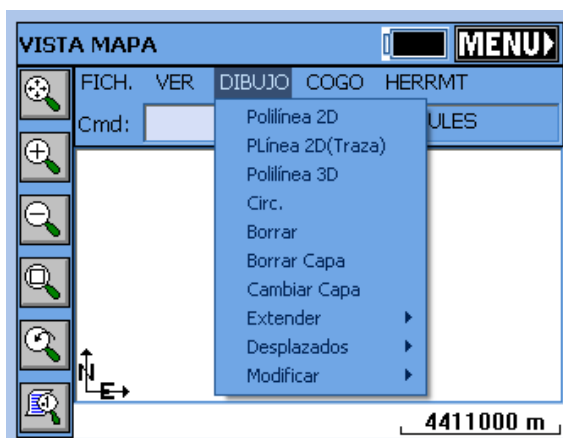 VISTA MAPA MENU
FICH. VER DIBUJO COGO HERRMT
Cmd: ULES
Polilínea 2D
PLínea 2D(Traza)
Polilínea 3D
Circ.
Borrar
Borrar Capa
Cambiar Capa
Extender
Desplazados
Modificar
N
E
4411000 m